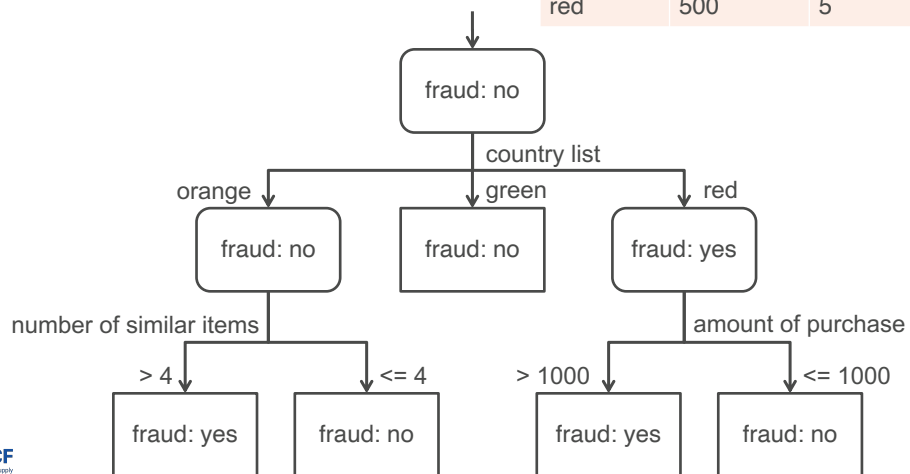 red 500 5
fraud: no
country list
orange green red
fraud: no fraud: no fraud: yes
number of similar items amount of purchase
> 4 <= 4 > 1000 <= 1000
fraud: yes fraud: no fraud: yes fraud: no